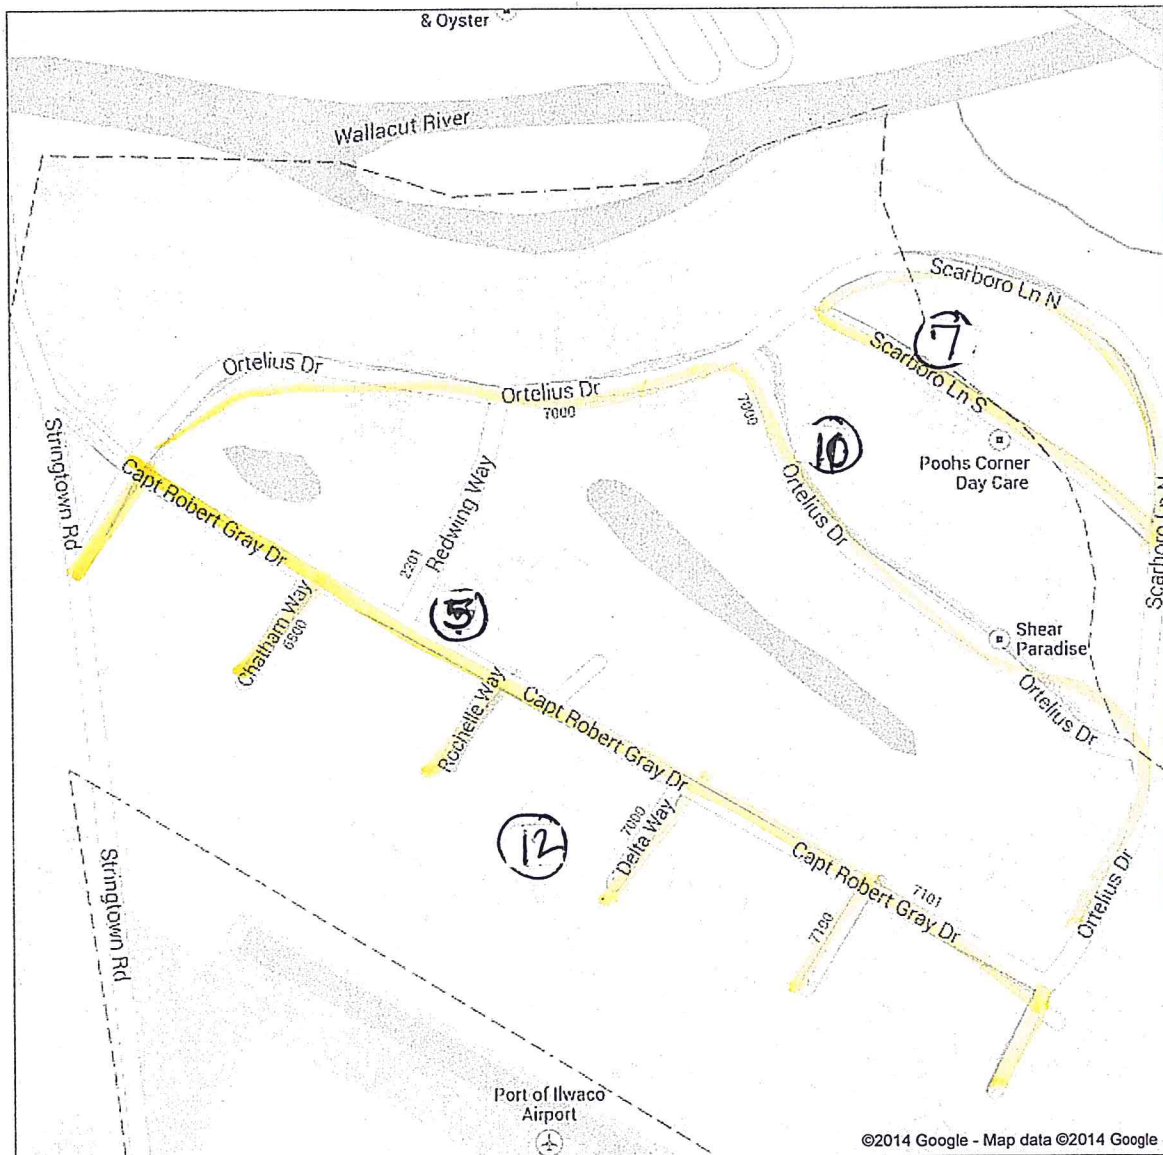 & Oyster
Wallacut River
Scarboro Ln N
7
Scarboro Ln S
Ortelius Dr
Ortelius Dr
7000
7000
10
Poohs Corner
Day Care
Stringtown Rd
Capt Robert Gray Dr
Redwing Way
2201
Ortelius Dr
Scarboro Ln N
5
Chatham Way
6600
Shear
Paradise
Rochelle Way
Capt Robert Gray Dr
Ortelius Dr
12
7000
Delta Way
Stringtown Rd
Capt Robert Gray Dr
7101
Ortelius Dr
7100
Port of Ilwaco
Airport
©2014 Google - Map data ©2014 Google